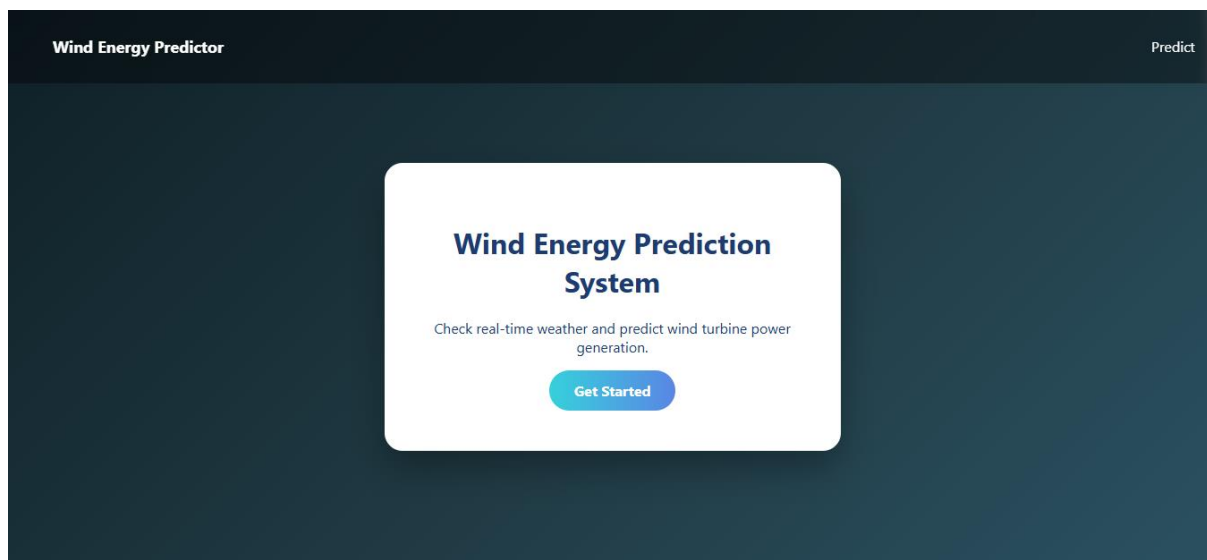 Wind Energy Predictor
Predict
Wind Energy Prediction
System
Check real-time weather and predict wind turbine power
generation.
Get Started